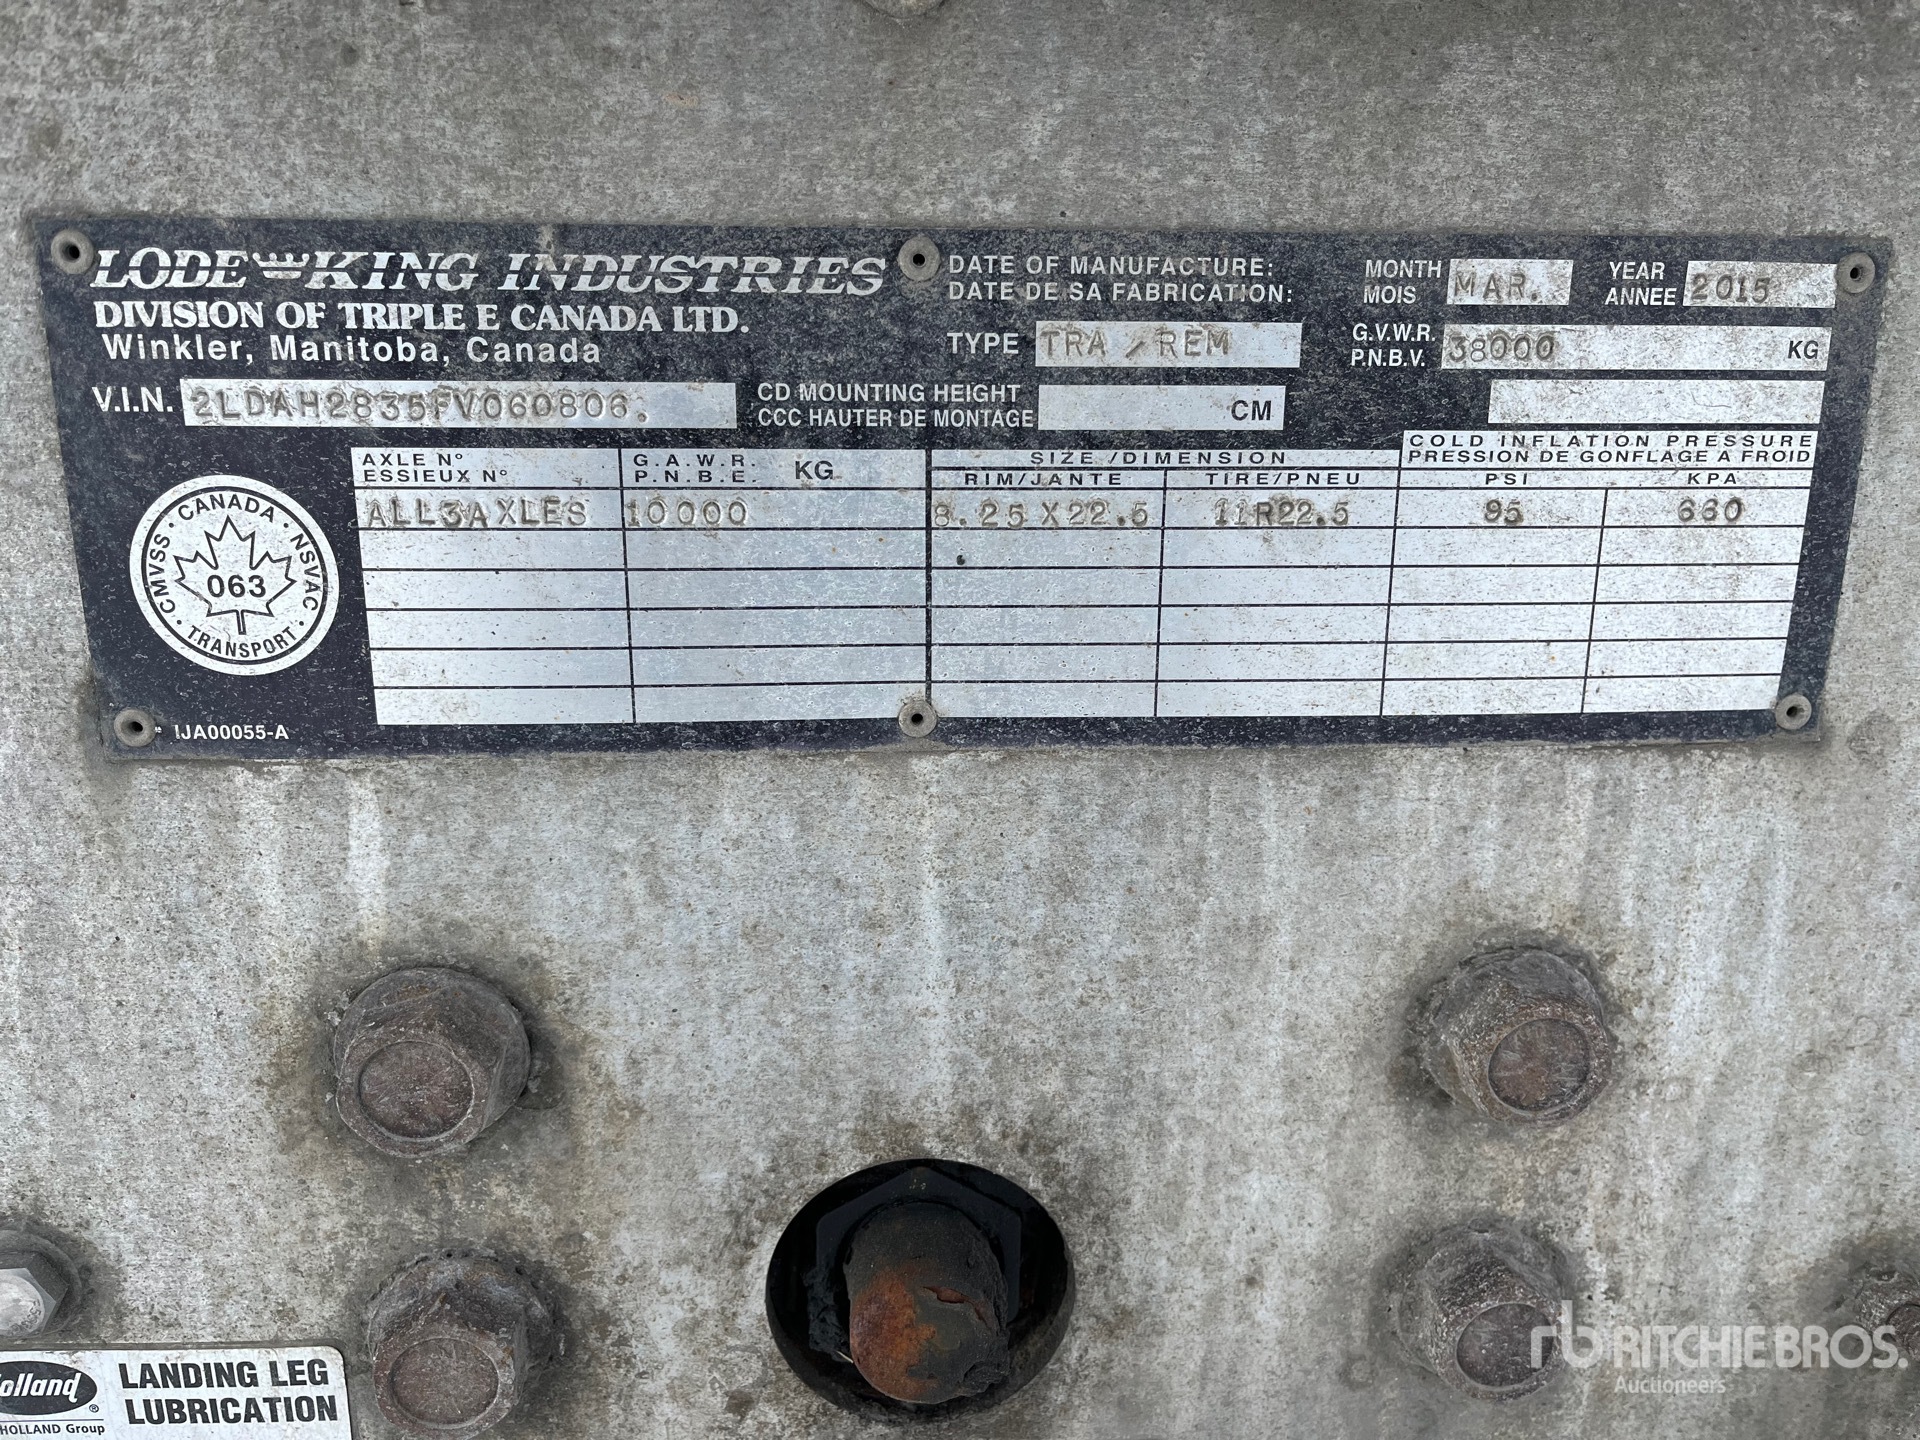 LODE KING INDUSTRIES
DIVISION OF TRIPLE E CANADA LTD.
Winkler, Manitoba, Canada
V.I.N. 2LDAH2835FV060806.
DATE OF MANUFACTURE:
DATE DE SA FABRICATION:
MONTH
MOIS
MAR.
YEAR
ANNEE
2015
TYPE TRA/REM
G.V.W.R.
P.N.B.V.
38000 KG
CD MOUNTING HEIGHT
CCC HAUTER DE MONTAGE
CM
AXLE N°
ESSIEUX N°
G.A.W.R.
P.N.B.E.
KG
SIZE/DIMENSION
RIM/JANTE TIRE/PNEU
COLD INFLATION PRESSURE
PRESSION DE GONFLAGE A FROID
PSI KPA
ALL3AXLES 10000 8.25X22.5 11R22.5 95 660
CANADA · NSVAC · TRANSPORT · CMVSS ·
063
IJA00055-A
LANDING LEG
LUBRICATION
® HOLLAND Group
rb RITCHIE BROS.
Auctioneers